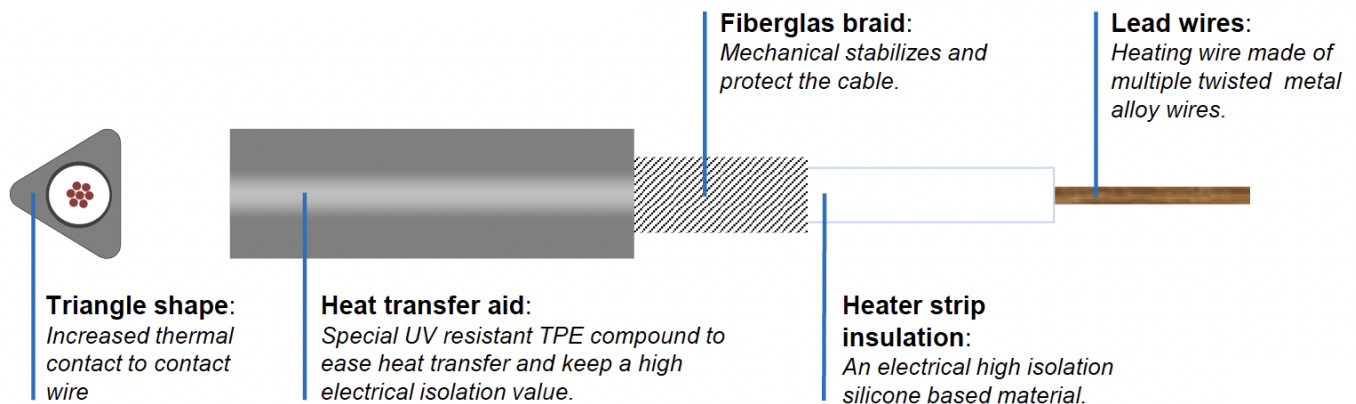 Fiberglas braid:
Mechanical stabilizes and
protect the cable.
Lead wires:
Heating wire made of
multiple twisted metal
alloy wires.
Triangle shape:
Increased thermal
contact to contact
wire
Heat transfer aid:
Special UV resistant TPE compound to
ease heat transfer and keep a high
electrical isolation value.
Heater strip
insulation:
An electrical high isolation
silicone based material.